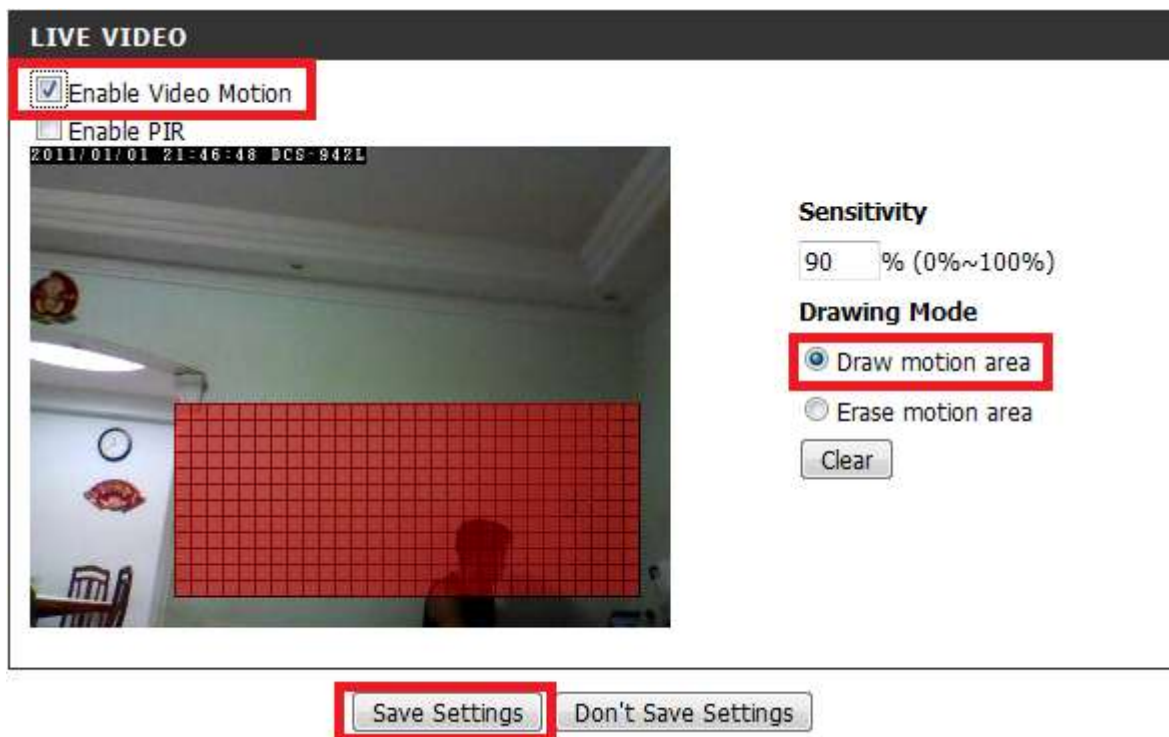 LIVE VIDEO
Enable Video Motion
Enable PIR
2011/01/01 21:46:48 DCS-942L
Sensitivity
90 % (0%~100%)
Drawing Mode
Draw motion area
Erase motion area
Clear
Save Settings Don't Save Settings